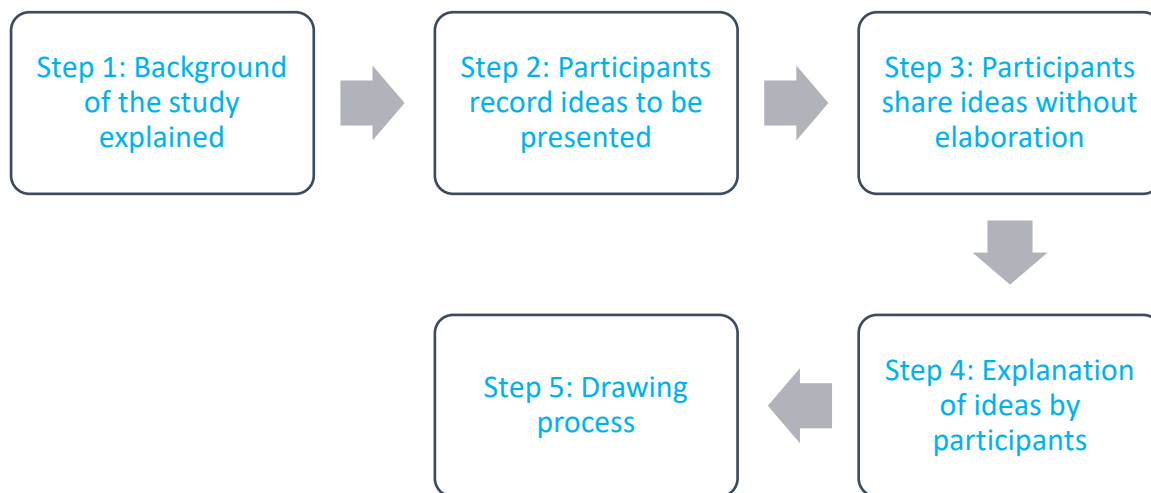 Step 1: Background
of the study
explained
Step 2: Participants
record ideas to be
presented
Step 3: Participants
share ideas without
elaboration
Step 4: Explanation
of ideas by
participants
Step 5: Drawing
process